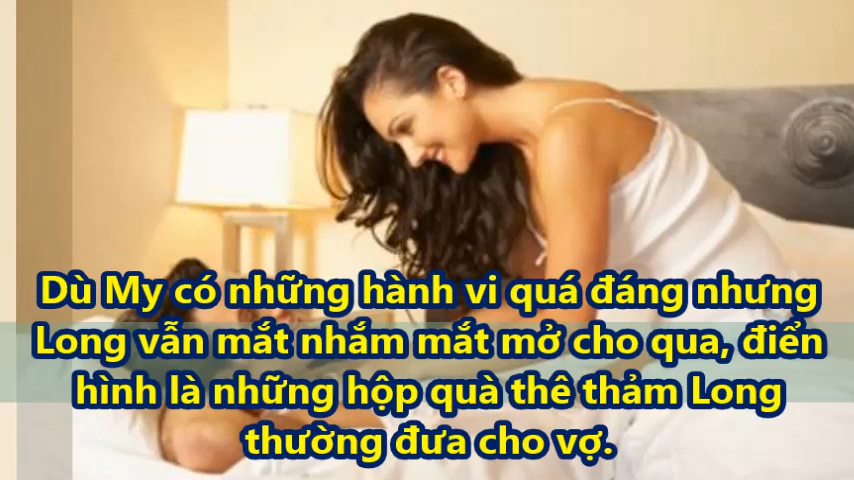 Dù My có những hành vi quá đáng nhưng
Long vẫn mắt nhắm mắt mở cho qua, điển
hình là những hộp quà thê thảm Long
thường đưa cho vợ.